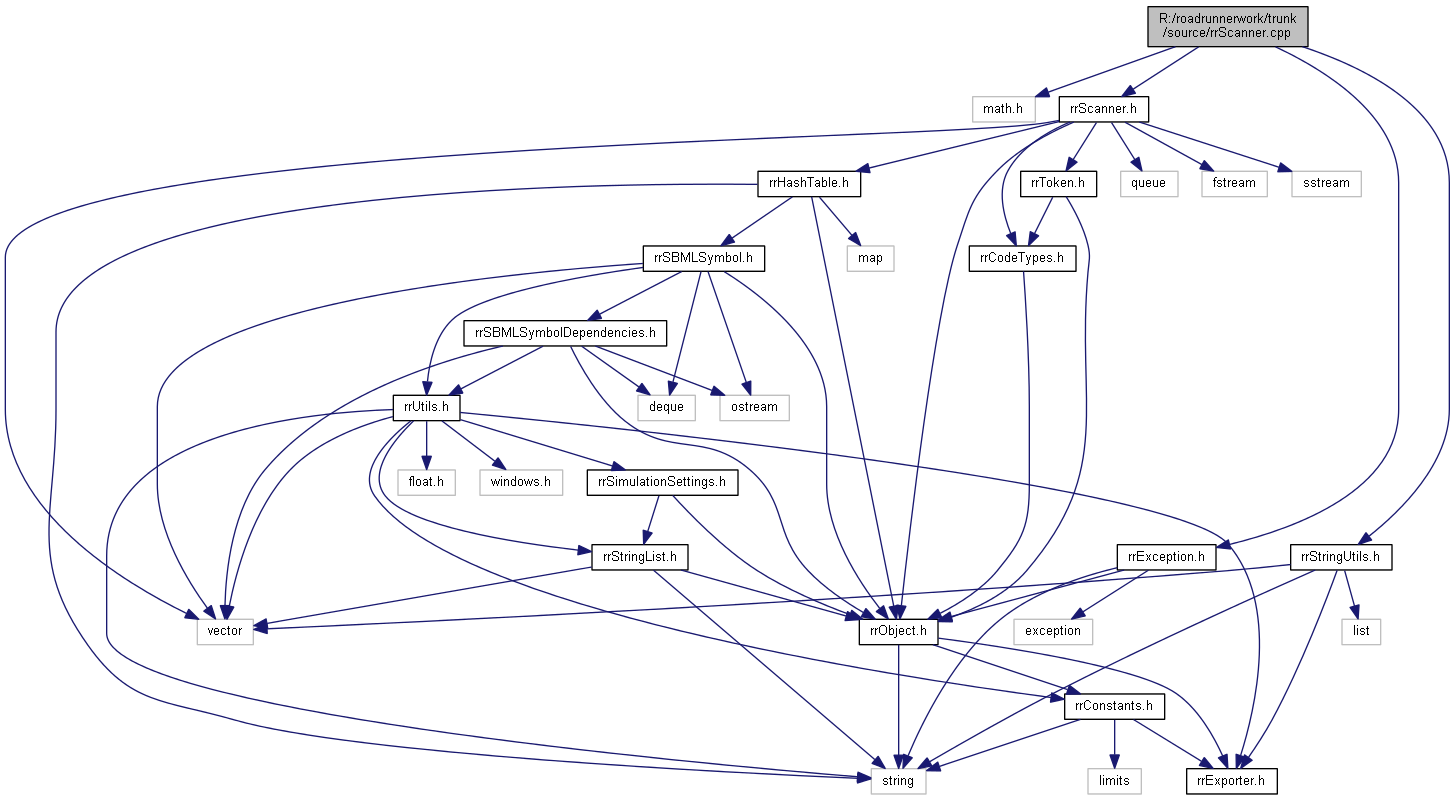 R:/roadrunnerwork/trunk
/source/rrScanner.cpp
math.h
rrScanner.h
rrHashTable.h
rrToken.h
queue
fstream
sstream
rrSBMLSymbol.h
map
rrCodeTypes.h
rrSBMLSymbolDependencies.h
rrUtils.h
deque
ostream
float.h
windows.h
rrSimulationSettings.h
rrStringList.h
rrException.h
rrStringUtils.h
vector
rrObject.h
exception
list
rrConstants.h
string
limits
rrExporter.h